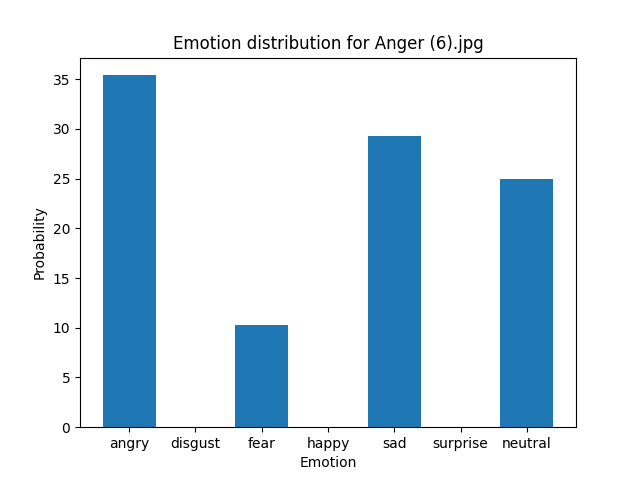 Emotion distribution for Anger (6).jpg
35
30
25
20
15
10
5
0
Probability
angry disgust fear happy sad surprise neutral
Emotion